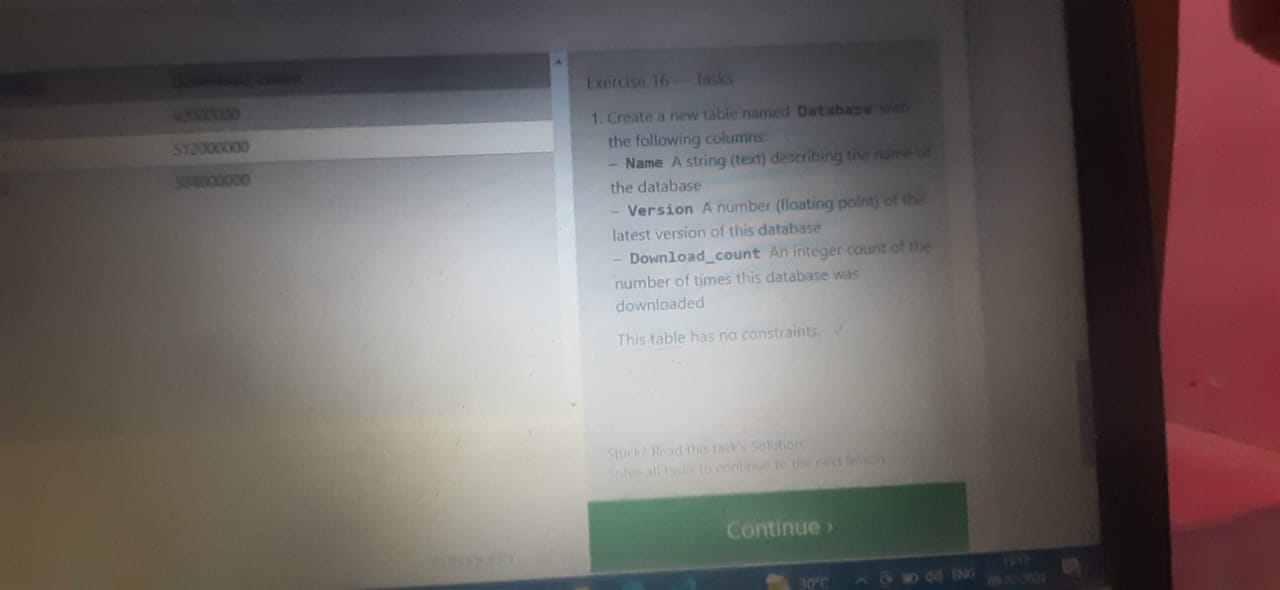 Download_count
92000000
512000000
384000000
Exercise 16 — Tasks
1. Create a new table named Database with
the following columns:
– Name A string (text) describing the name of
the database
– Version A number (floating point) of the
latest version of this database
– Download_count An integer count of the
number of times this database was
downloaded
This table has no constraints. ✓
Stuck? Read this task's Solution.
Solve all tasks to continue to the next lesson.
Continue ›
RUN QUERY
30°C ENG